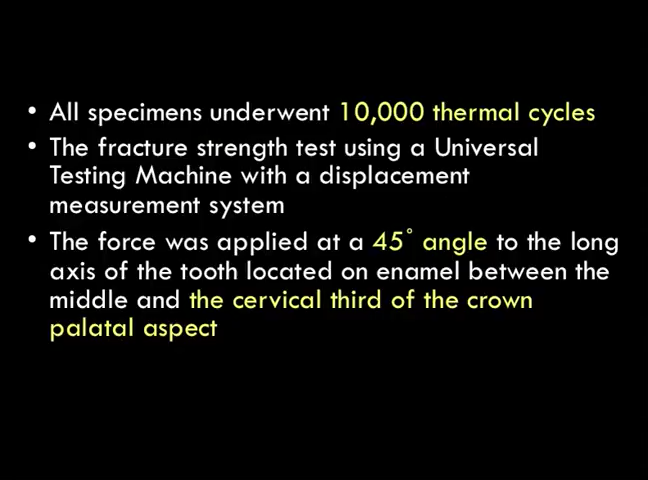 • All specimens underwent 10,000 thermal cycles
• The fracture strength test using a Universal
Testing Machine with a displacement
measurement system
• The force was applied at a 45˚ angle to the long
axis of the tooth located on enamel between the
middle and the cervical third of the crown
palatal aspect